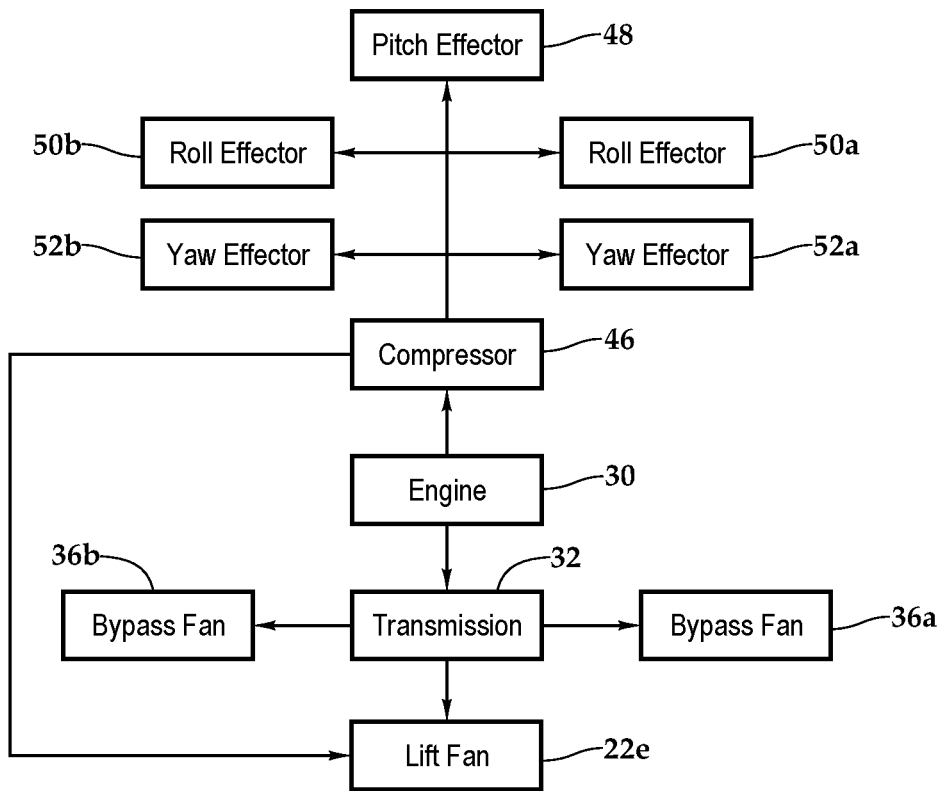 Pitch Effector 48
50b Roll Effector Roll Effector 50a
52b Yaw Effector Yaw Effector 52a
Compressor 46
Engine 30
36b 32
Bypass Fan Transmission Bypass Fan 36a
Lift Fan 22e